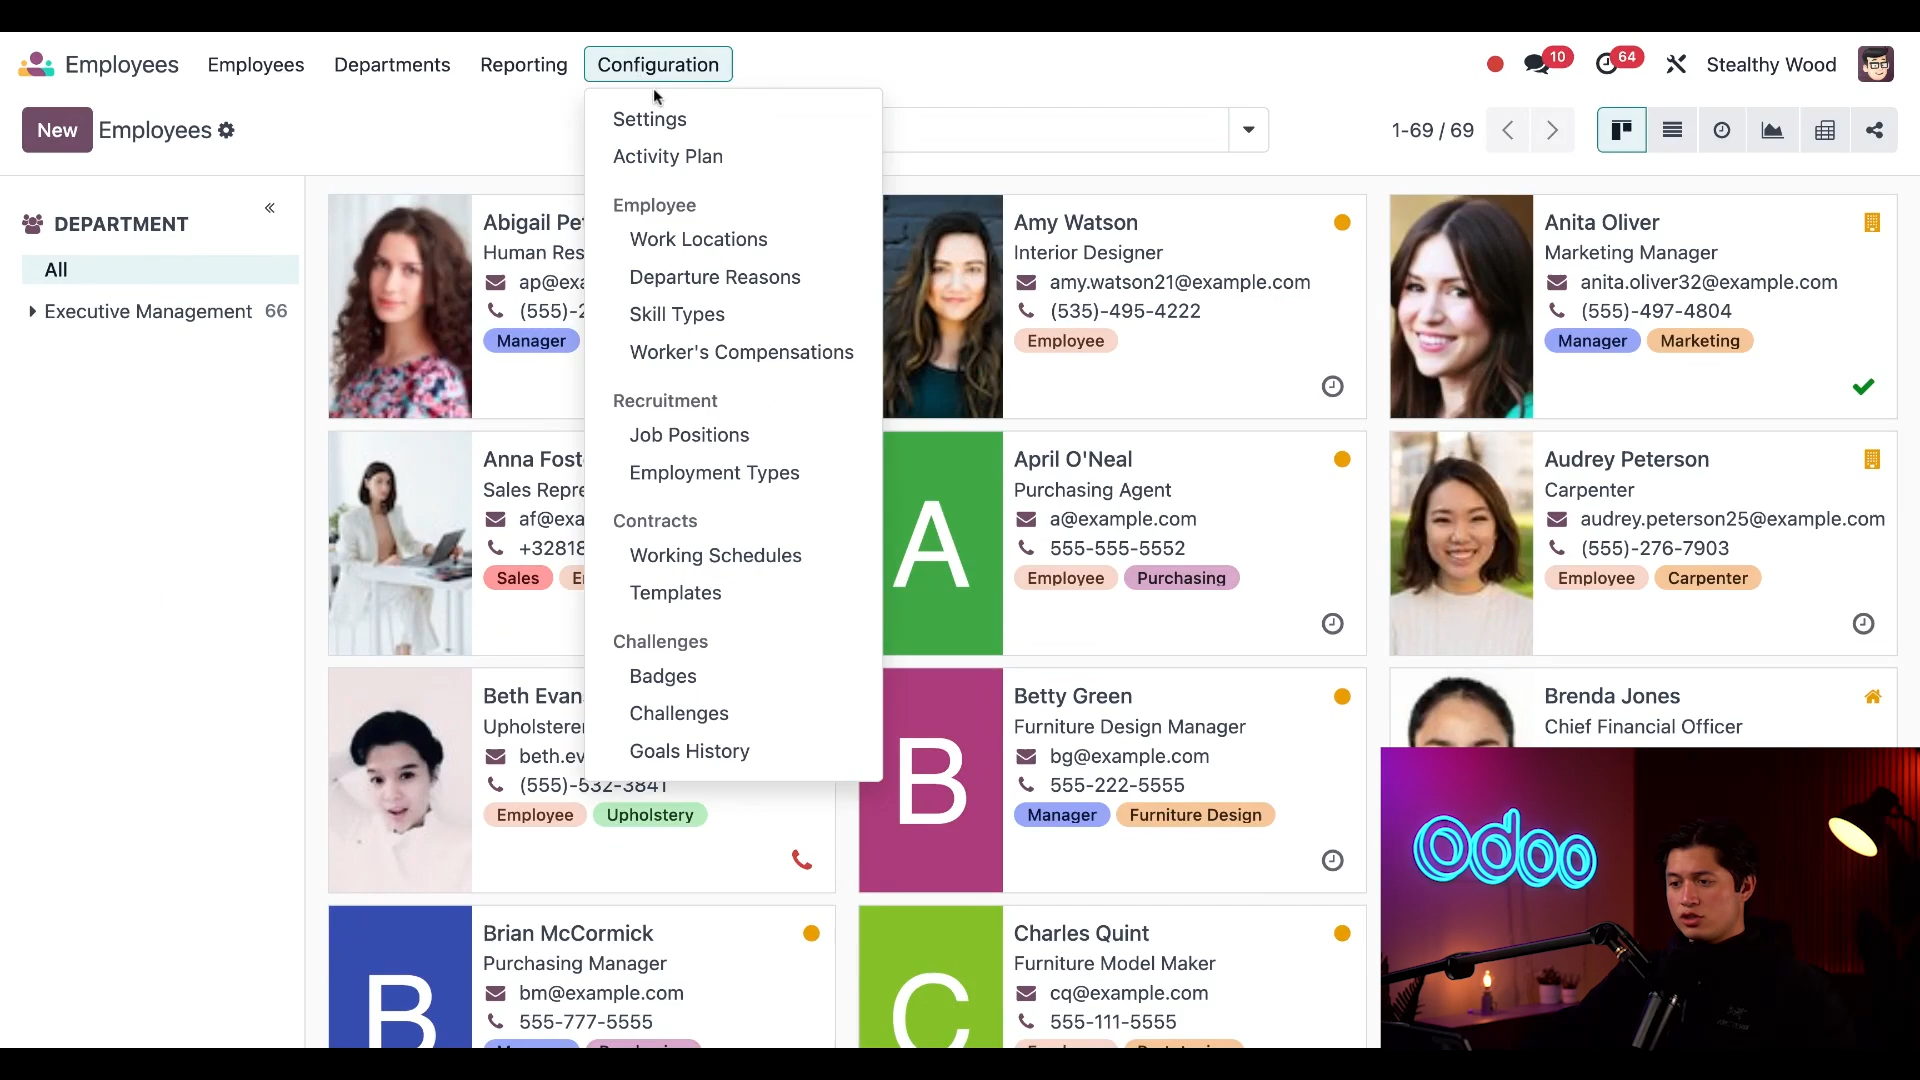 Employees Employees Departments Reporting Configuration 10 64 Stealthy Wood
New Employees 1-69 / 69
Settings
Activity Plan
Employee
Work Locations
Departure Reasons
Skill Types
Worker's Compensations
Recruitment
Job Positions
Employment Types
Contracts
Working Schedules
Templates
Challenges
Badges
Challenges
Goals History
DEPARTMENT
All
Executive Management 66
Abigail Pe
Human Res
ap@exa
(555)-2
Manager
Amy Watson
Interior Designer
amy.watson21@example.com
(535)-495-4222
Employee
Anita Oliver
Marketing Manager
anita.oliver32@example.com
(555)-497-4804
Manager Marketing
Anna Fost
Sales Repre
af@exa
+32818
Sales E
A
April O'Neal
Purchasing Agent
a@example.com
555-555-5552
Employee Purchasing
Audrey Peterson
Carpenter
audrey.peterson25@example.com
(555)-276-7903
Employee Carpenter
Beth Evan
Upholsterer
beth.ev
(555)-532-3841
Employee Upholstery
B
Betty Green
Furniture Design Manager
bg@example.com
555-222-5555
Manager Furniture Design
Brenda Jones
Chief Financial Officer
B
Brian McCormick
Purchasing Manager
bm@example.com
555-777-5555
C
Charles Quint
Furniture Model Maker
cq@example.com
555-111-5555
odoo